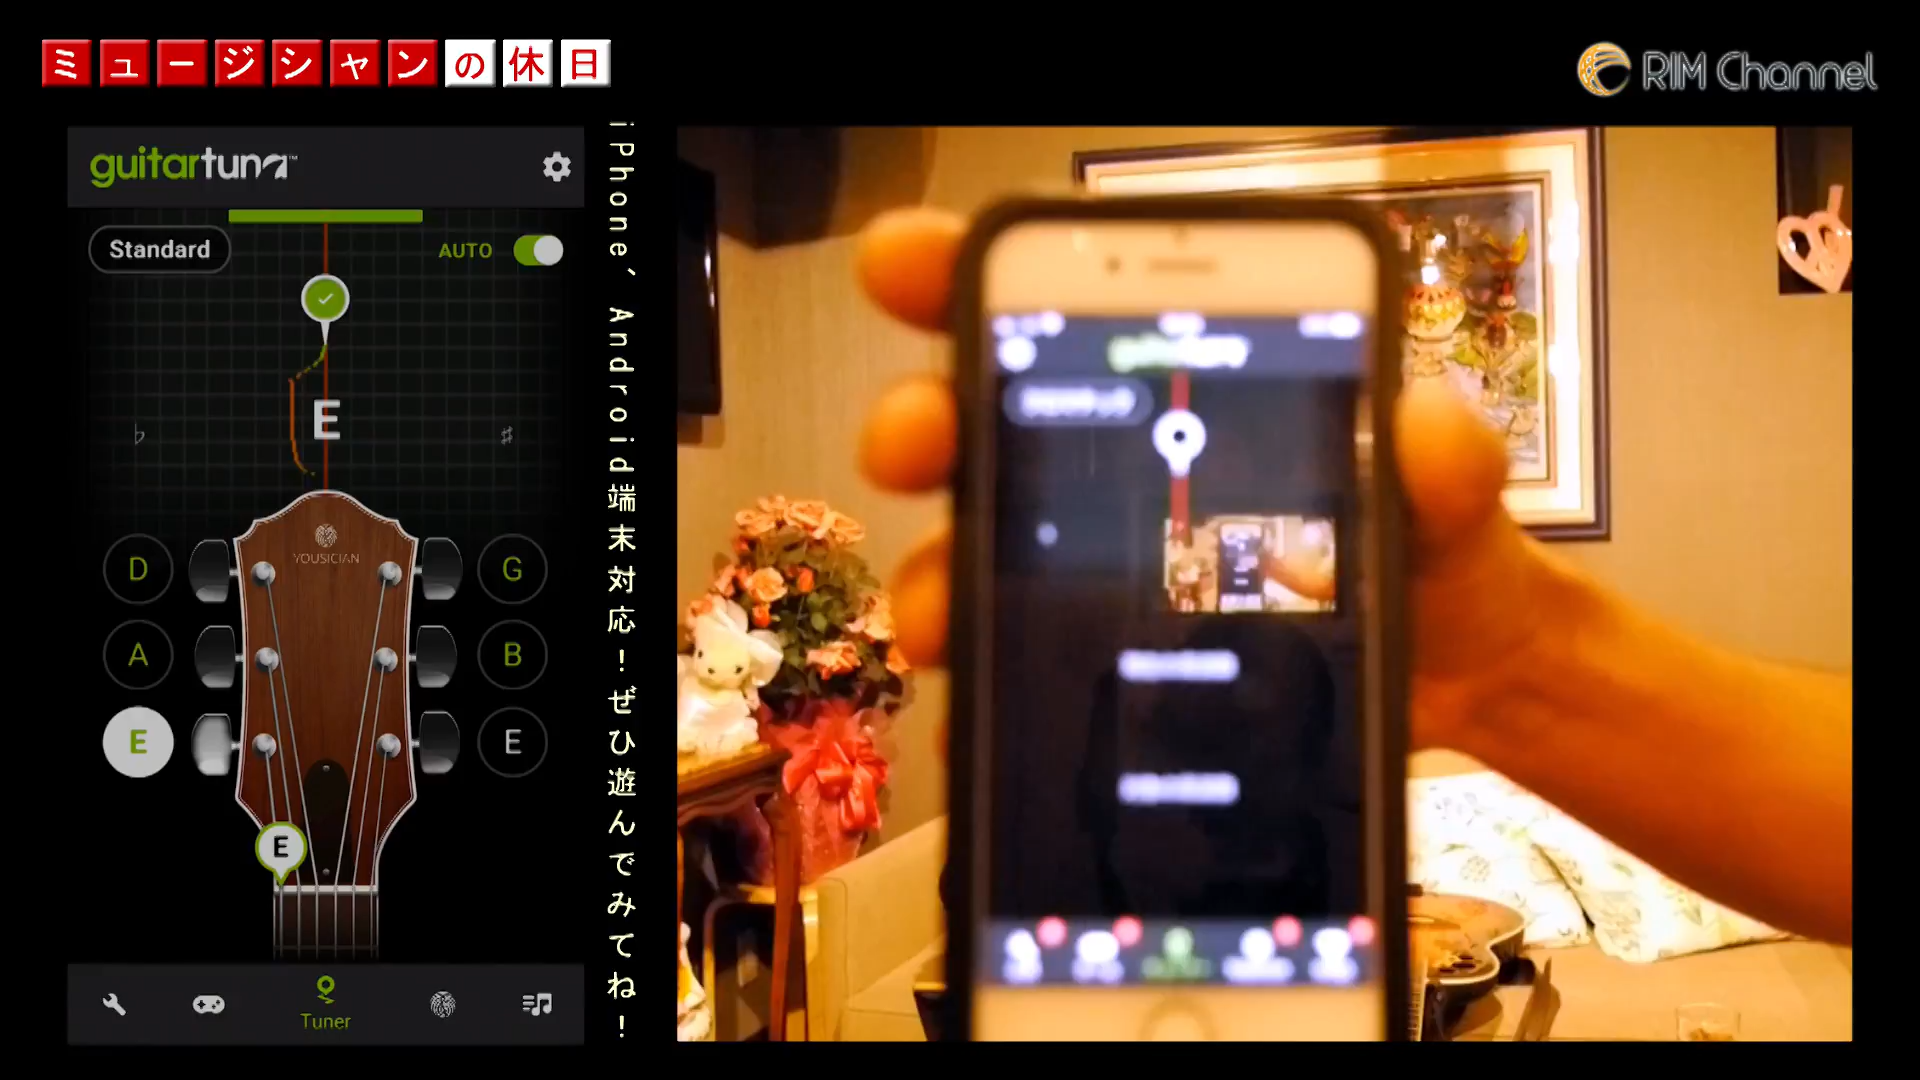 ミュージシャンの休日
RIM Channel
guitartuna
Standard
AUTO
E
♭
♯
YOUSICIAN
D
G
A
B
E
E
E
Tuner
iPhone、Android端末対応！ぜひ遊んでみてね！